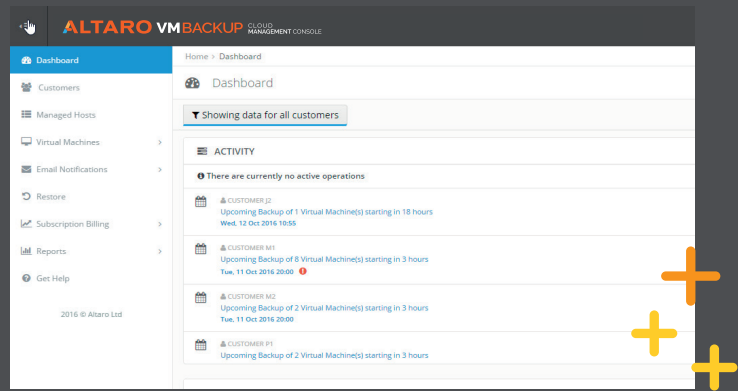 ALTARO VM BACKUP CLOUD MANAGEMENT CONSOLE
Dashboard
Customers
Managed Hosts
Virtual Machines
Email Notifications
Restore
Subscription Billing
Reports
Get Help
2016 © Altaro Ltd
Home > Dashboard
Dashboard
Showing data for all customers
ACTIVITY
There are currently no active operations
CUSTOMER J2
Upcoming Backup of 1 Virtual Machine(s) starting in 18 hours
Wed, 12 Oct 2016 10:55
CUSTOMER M1
Upcoming Backup of 8 Virtual Machine(s) starting in 3 hours
Tue, 11 Oct 2016 20:00
CUSTOMER M2
Upcoming Backup of 2 Virtual Machine(s) starting in 3 hours
Tue, 11 Oct 2016 20:00
CUSTOMER P1
Upcoming Backup of 2 Virtual Machine(s) starting in 3 hours